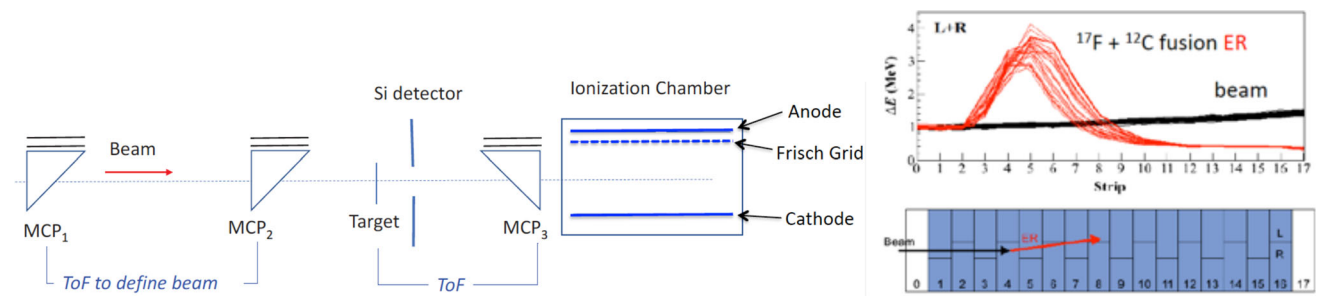 Si detector
Ionization Chamber
Anode
Frisch Grid
Cathode
Beam
MCP₁
MCP₂
Target
MCP₃
ToF to define beam
ToF
L+R
¹⁷F + ¹²C fusion ER
beam
ΔE (MeV)
4
3
2
1
0
0 1 2 3 4 5 6 7 8 9 10 11 12 13 14 15 16 17
Strip
Beam
ER
L
R
0 1 2 3 4 5 6 7 8 9 10 11 12 13 14 15 16 17